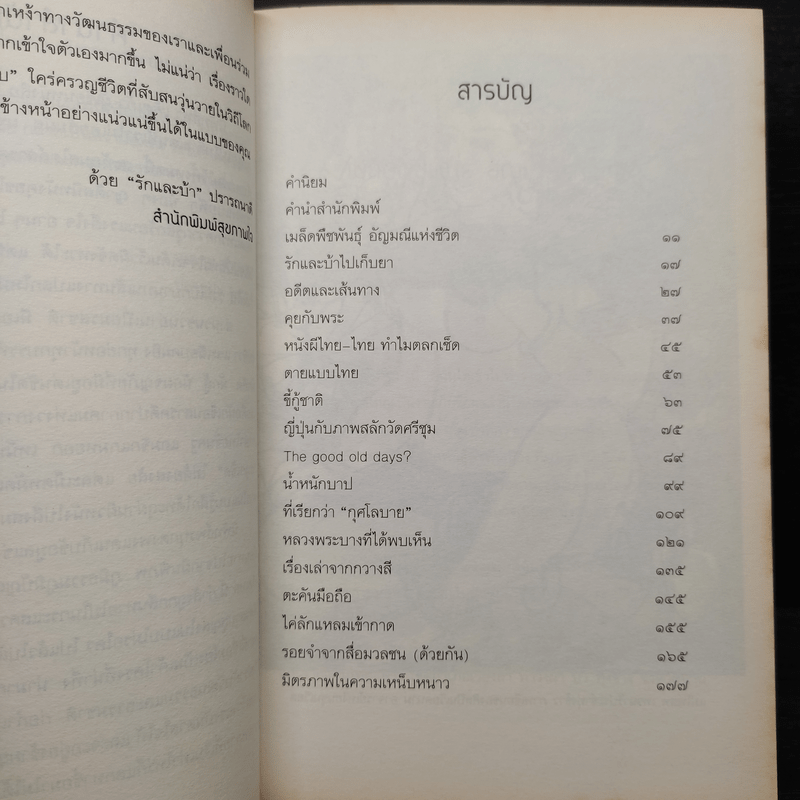 เหง้าทางวัฒนธรรมของเราและเพื่อนร่วม
เข้าใจตัวเองมากขึ้น ไม่แน่ว่า เรื่องราวใด
ใคร่ครวญชีวิตที่สับสนวุ่นวายในวิถีโลก
ข้างหน้าอย่างแน่วแน่ขึ้นได้ในแบบของคุณ
ด้วย “รักและบ้า” ปรารถนาดี
สำนักพิมพ์สุขภาพใจ
สารบัญ
คำนิยม
คำนำสำนักพิมพ์
เมล็ดพืชพันธุ์ อัญมณีแห่งชีวิต ๑๑
รักและบ้าไปเก็บยา ๑๗
อดีตและเส้นทาง ๒๗
คุยกับพระ ๓๗
หนังผีไทย-ไทย ทำไมตลกเช็ด ๔๕
ตายแบบไทย ๕๓
ขี้กู้ชาติ ๖๓
ญี่ปุ่นกับภาพสลักวัดศรีชุม ๗๕
The good old days? ๘๙
น้ำหนักบาป ๙๙
ที่เรียกว่า “กุศโลบาย” ๑๐๙
หลวงพระบางที่ได้พบเห็น ๑๒๑
เรื่องเล่าจากกวางสี ๑๓๕
ตะคันมือถือ ๑๔๕
ไค่ลักแหลมเข้ากาด ๑๕๕
รอยจำจากสื่อมวลชน (ด้วยกัน) ๑๖๕
มิตรภาพในความเหน็บหนาว ๑๗๗